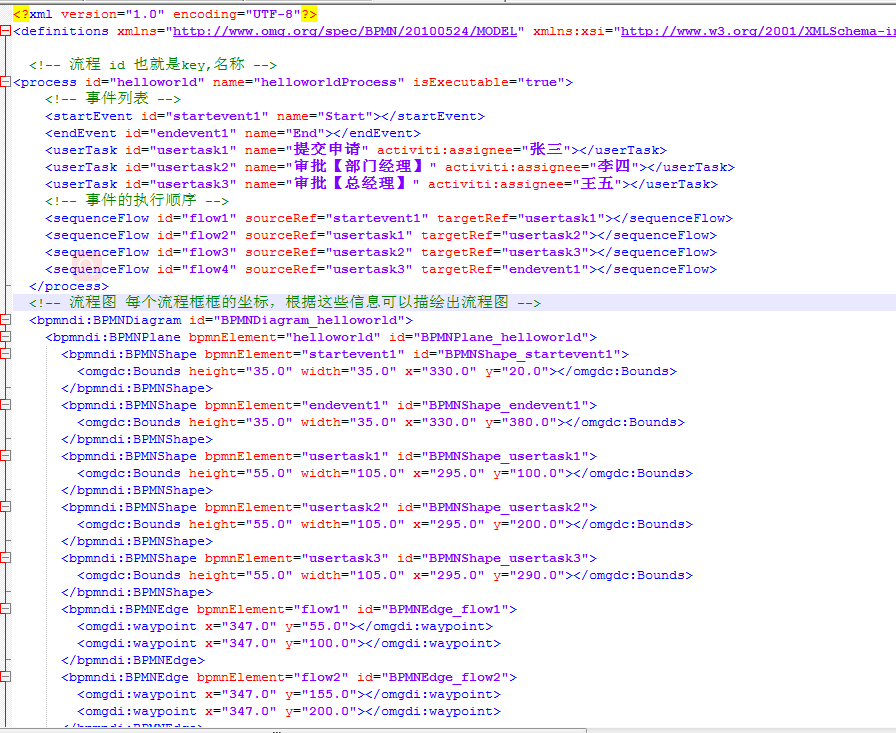 <?xml version="1.0" encoding="UTF-8"?>
<definitions xmlns="http://www.omg.org/spec/BPMN/20100524/MODEL" xmlns:xsi="http://www.w3.org/2001/XMLSchema-in
<!-- 流程 id 也就是key,名称 -->
<process id="helloworld" name="helloworldProcess" isExecutable="true">
<!-- 事件列表 -->
<startEvent id="startevent1" name="Start"></startEvent>
<endEvent id="endevent1" name="End"></endEvent>
<userTask id="usertask1" name="提交申请" activiti:assignee="张三"></userTask>
<userTask id="usertask2" name="审批【部门经理】" activiti:assignee="李四"></userTask>
<userTask id="usertask3" name="审批【总经理】" activiti:assignee="王五"></userTask>
<!-- 事件的执行顺序 -->
<sequenceFlow id="flow1" sourceRef="startevent1" targetRef="usertask1"></sequenceFlow>
<sequenceFlow id="flow2" sourceRef="usertask1" targetRef="usertask2"></sequenceFlow>
<sequenceFlow id="flow3" sourceRef="usertask2" targetRef="usertask3"></sequenceFlow>
<sequenceFlow id="flow4" sourceRef="usertask3" targetRef="endevent1"></sequenceFlow>
</process>
<!-- 流程图 每个流程框框的坐标，根据这些信息可以描绘出流程图 -->
<bpmndi:BPMNDiagram id="BPMNDiagram_helloworld">
<bpmndi:BPMNPlane bpmnElement="helloworld" id="BPMNPlane_helloworld">
<bpmndi:BPMNShape bpmnElement="startevent1" id="BPMNShape_startevent1">
<omgdc:Bounds height="35.0" width="35.0" x="330.0" y="20.0"></omgdc:Bounds>
</bpmndi:BPMNShape>
<bpmndi:BPMNShape bpmnElement="endevent1" id="BPMNShape_endevent1">
<omgdc:Bounds height="35.0" width="35.0" x="330.0" y="380.0"></omgdc:Bounds>
</bpmndi:BPMNShape>
<bpmndi:BPMNShape bpmnElement="usertask1" id="BPMNShape_usertask1">
<omgdc:Bounds height="55.0" width="105.0" x="295.0" y="100.0"></omgdc:Bounds>
</bpmndi:BPMNShape>
<bpmndi:BPMNShape bpmnElement="usertask2" id="BPMNShape_usertask2">
<omgdc:Bounds height="55.0" width="105.0" x="295.0" y="200.0"></omgdc:Bounds>
</bpmndi:BPMNShape>
<bpmndi:BPMNShape bpmnElement="usertask3" id="BPMNShape_usertask3">
<omgdc:Bounds height="55.0" width="105.0" x="295.0" y="290.0"></omgdc:Bounds>
</bpmndi:BPMNShape>
<bpmndi:BPMNEdge bpmnElement="flow1" id="BPMNEdge_flow1">
<omgdi:waypoint x="347.0" y="55.0"></omgdi:waypoint>
<omgdi:waypoint x="347.0" y="100.0"></omgdi:waypoint>
</bpmndi:BPMNEdge>
<bpmndi:BPMNEdge bpmnElement="flow2" id="BPMNEdge_flow2">
<omgdi:waypoint x="347.0" y="155.0"></omgdi:waypoint>
<omgdi:waypoint x="347.0" y="200.0"></omgdi:waypoint>
</bpmndi:BPMNEdge>